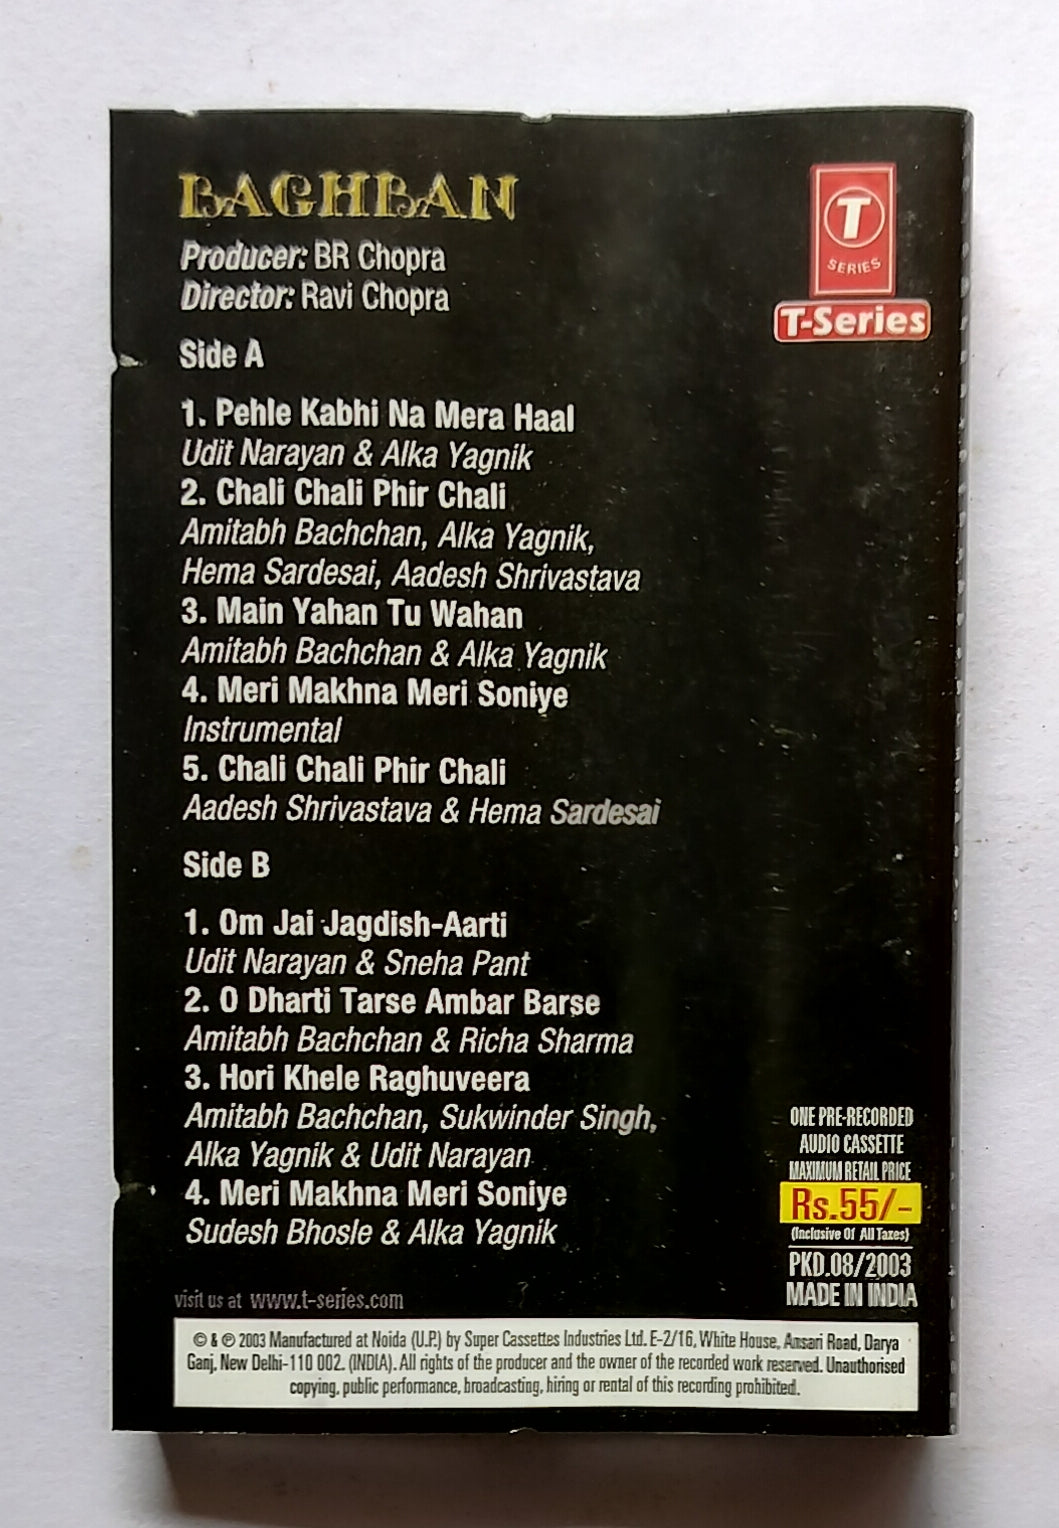 BAGHBAN
Producer: BR Chopra
Director: Ravi Chopra
T
SERIES
T-Series
Side A
1. Pehle Kabhi Na Mera Haal
Udit Narayan & Alka Yagnik
2. Chali Chali Phir Chali
Amitabh Bachchan, Alka Yagnik,
Hema Sardesai, Aadesh Shrivastava
3. Main Yahan Tu Wahan
Amitabh Bachchan & Alka Yagnik
4. Meri Makhna Meri Soniye
Instrumental
5. Chali Chali Phir Chali
Aadesh Shrivastava & Hema Sardesai
Side B
1. Om Jai Jagdish-Aarti
Udit Narayan & Sneha Pant
2. O Dharti Tarse Ambar Barse
Amitabh Bachchan & Richa Sharma
3. Hori Khele Raghuveera
Amitabh Bachchan, Sukwinder Singh,
Alka Yagnik & Udit Narayan
4. Meri Makhna Meri Soniye
Sudesh Bhosle & Alka Yagnik
ONE PRE-RECORDED
AUDIO CASSETTE
MAXIMUM RETAIL PRICE
Rs.55/-
(Inclusive Of All Taxes)
PKD.08/2003
MADE IN INDIA
visit us at www.t-series.com
© & ℗ 2003 Manufactured at Noida (U.P.) by Super Cassettes Industries Ltd. E-2/16, White House, Ansari Road, Darya
Ganj, New Delhi-110 002. (INDIA). All rights of the producer and the owner of the recorded work reserved. Unauthorised
copying, public performance, broadcasting, hiring or rental of this recording prohibited.